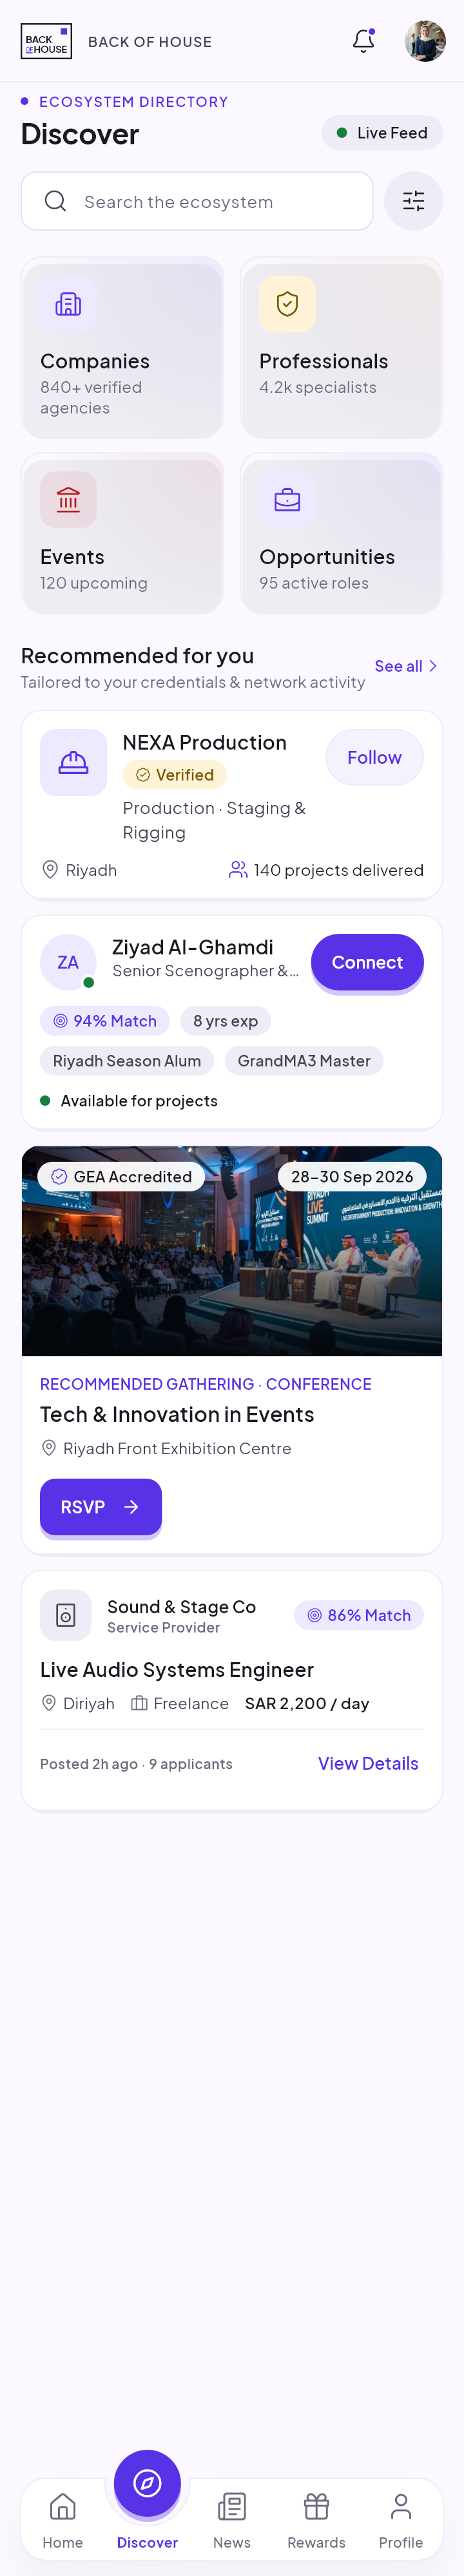 BACK
OF HOUSE
BACK OF HOUSE
ECOSYSTEM DIRECTORY
Discover
Live Feed
Search the ecosystem
Companies
840+ verified
agencies
Professionals
4.2k specialists
Events
120 upcoming
Opportunities
95 active roles
Recommended for you
See all
Tailored to your credentials & network activity
NEXA Production
Follow
Verified
Production · Staging &
Rigging
Riyadh
140 projects delivered
ZA
Ziyad Al-Ghamdi
Senior Scenographer &...
Connect
94% Match
8 yrs exp
Riyadh Season Alum
GrandMA3 Master
Available for projects
GEA Accredited
28–30 Sep 2026
RIYADH
LIVE
SUMMIT
RECOMMENDED GATHERING · CONFERENCE
Tech & Innovation in Events
Riyadh Front Exhibition Centre
RSVP
Sound & Stage Co
Service Provider
86% Match
Live Audio Systems Engineer
Diriyah
Freelance
SAR 2,200 / day
Posted 2h ago · 9 applicants
View Details
Home
Discover
News
Rewards
Profile